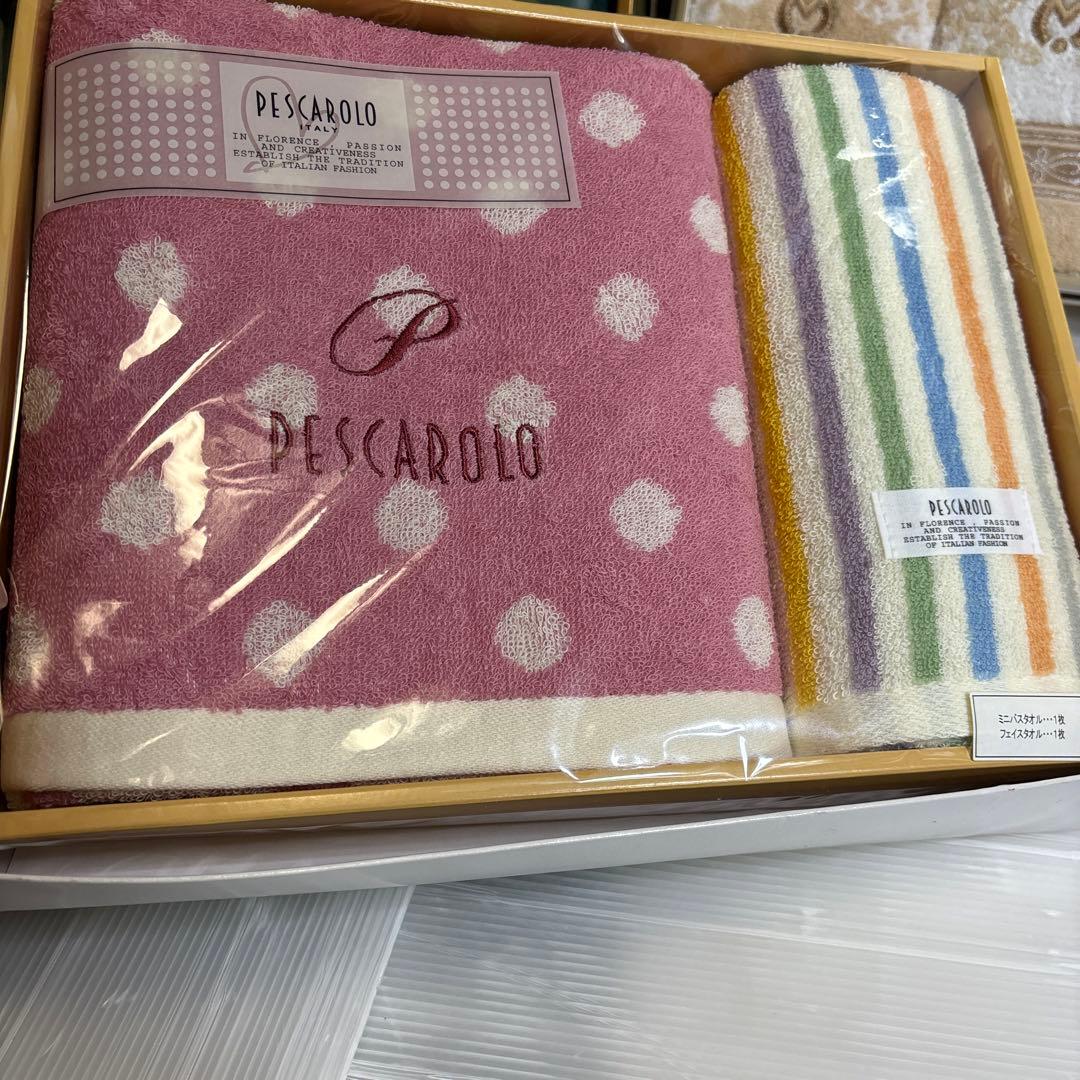 PESCAROLO
ITALY
IN FLORENCE , PASSION
AND CREATIVENESS
ESTABLISH THE TRADITION
OF ITALIAN FASHION
P
PESCAROLO
PESCAROLO
IN FLORENCE , PASSION
AND CREATIVENESS
ESTABLISH THE TRADITION
OF ITALIAN FASHION
ミニバスタオル･･･1枚
フェイスタオル･･･1枚